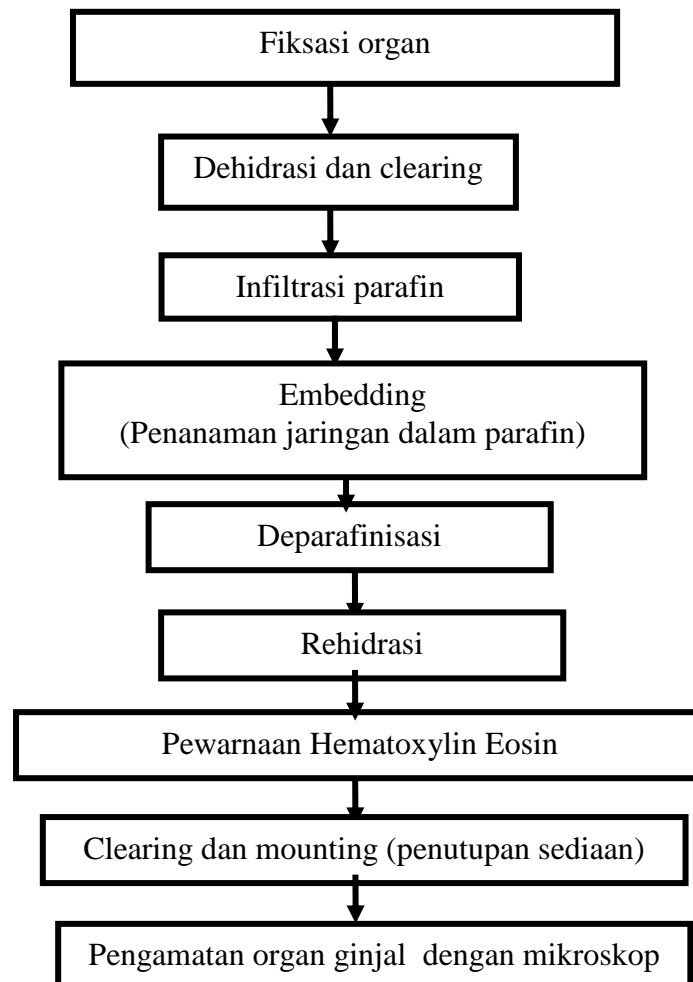 Fiksasi organ
Dehidrasi dan clearing
Infiltrasi parafin
Embedding
(Penanaman jaringan dalam parafin)
Deparafinisasi
Rehidrasi
Pewarnaan Hematoxylin Eosin
Clearing dan mounting (penutupan sediaan)
Pengamatan organ ginjal dengan mikroskop